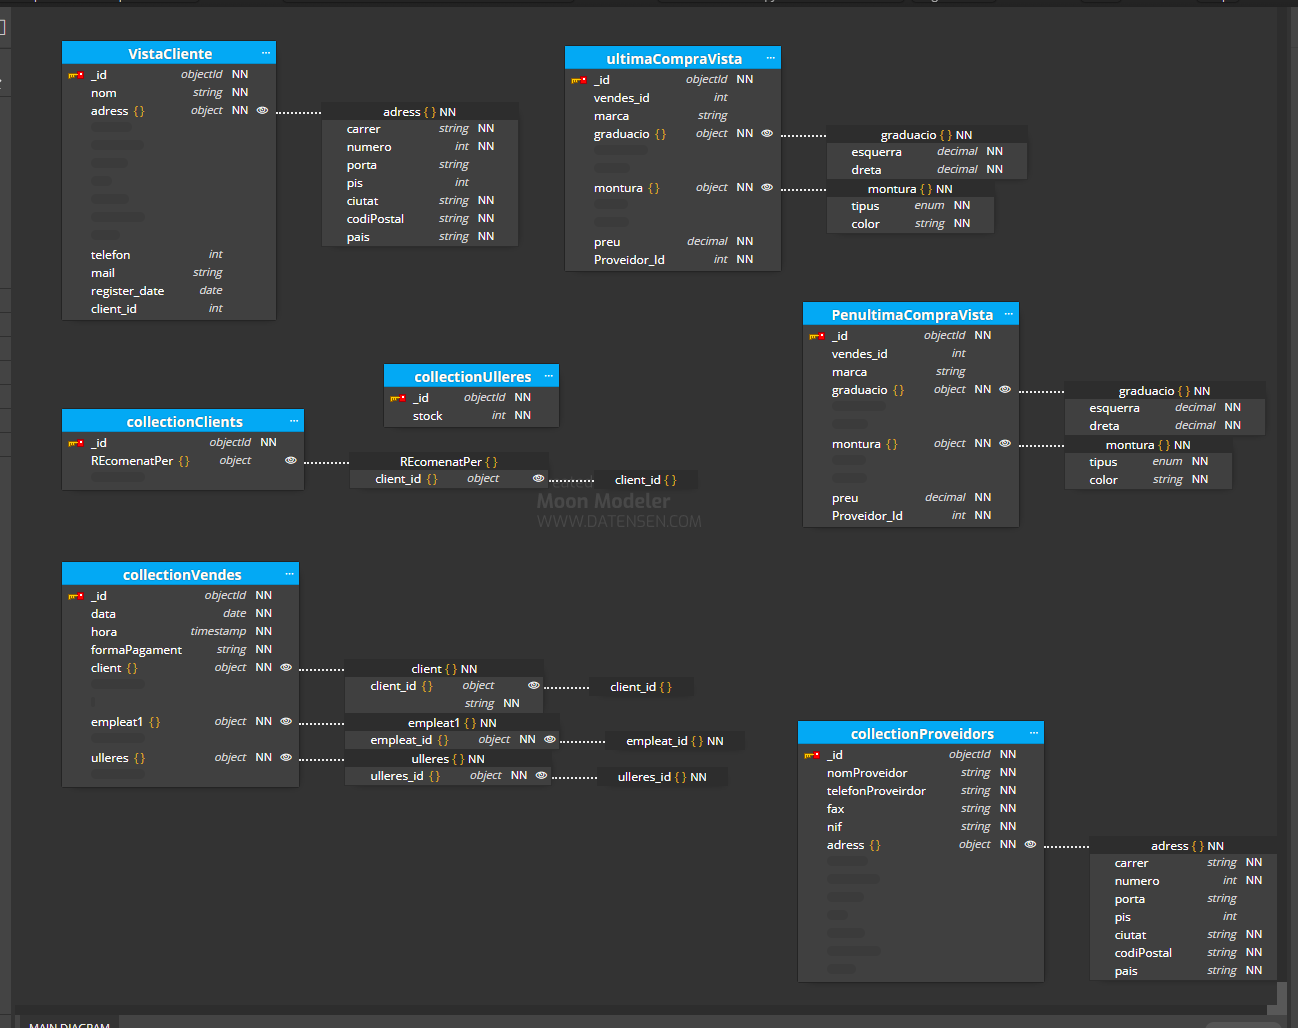 VistaCliente ...
_id objectId NN
nom string NN
adress {} object NN
telefon int
mail string
register_date date
client_id int
adress {} NN
carrer string NN
numero int NN
porta string
pis int
ciutat string NN
codiPostal string NN
pais string NN
ultimaCompraVista ...
_id objectId NN
vendes_id int
marca string
graduacio {} object NN
montura {} object NN
preu decimal NN
Proveidor_Id int NN
graduacio {} NN
esquerra decimal NN
dreta decimal NN
montura {} NN
tipus enum NN
color string NN
PenultimaCompraVista ...
_id objectId NN
vendes_id int
marca string
graduacio {} object NN
montura {} object NN
preu decimal NN
Proveidor_Id int NN
graduacio {} NN
esquerra decimal NN
dreta decimal NN
montura {} NN
tipus enum NN
color string NN
collectionUlleres ...
_id objectId NN
stock int NN
collectionClients ...
_id objectId NN
REcomenatPer {} object
REcomenatPer {}
client_id {} object
client_id {}
Moon Modeler
WWW.DATENSEN.COM
collectionVendes ...
_id objectId NN
data date NN
hora timestamp NN
formaPagament string NN
client {} object NN
empleat1 {} object NN
ulleres {} object NN
client {} NN
client_id {} object
string NN
client_id {}
empleat1 {} NN
empleat_id {} object NN
empleat_id {} NN
ulleres {} NN
ulleres_id {} object NN
ulleres_id {} NN
collectionProveidors ...
_id objectId NN
nomProveidor string NN
telefonProveirdor string NN
fax string NN
nif string NN
adress {} object NN
adress {} NN
carrer string NN
numero int NN
porta string
pis int
ciutat string NN
codiPostal string NN
pais string NN
MAIN DIAGRAM